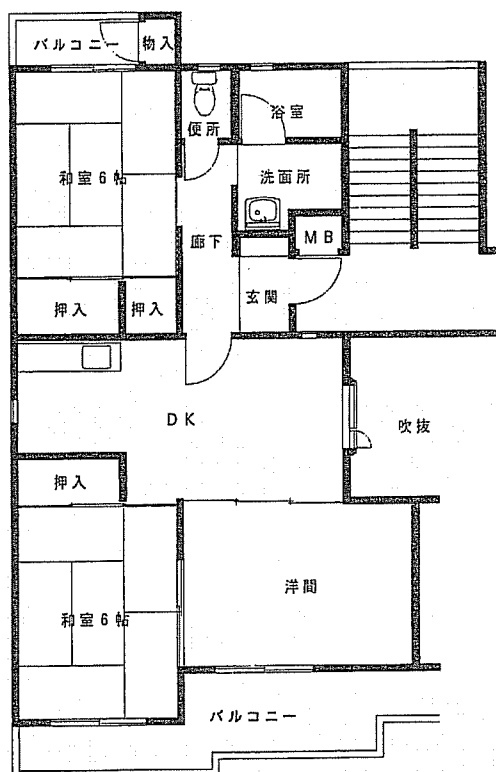 バルコニー
物入
便所
浴室
和室6帖
洗面所
廊下
MB
玄関
押入
押入
DK
吹抜
押入
洋間
和室6帖
バルコニー